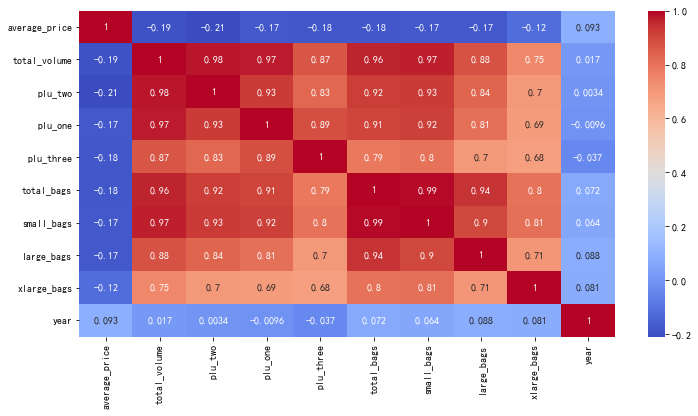 average_price 1 -0.19 -0.21 -0.17 -0.18 -0.18 -0.17 -0.17 -0.12 0.093
total_volume -0.19 1 0.98 0.97 0.87 0.96 0.97 0.88 0.75 0.017
plu_two -0.21 0.98 1 0.93 0.83 0.92 0.93 0.84 0.7 0.0034
plu_one -0.17 0.97 0.93 1 0.89 0.91 0.92 0.81 0.69 -0.0096
plu_three -0.18 0.87 0.83 0.89 1 0.79 0.8 0.7 0.68 -0.037
total_bags -0.18 0.96 0.92 0.91 0.79 1 0.99 0.94 0.8 0.072
small_bags -0.17 0.97 0.93 0.92 0.8 0.99 1 0.9 0.81 0.064
large_bags -0.17 0.88 0.84 0.81 0.7 0.94 0.9 1 0.71 0.088
xlarge_bags -0.12 0.75 0.7 0.69 0.68 0.8 0.81 0.71 1 0.081
year 0.093 0.017 0.0034 -0.0096 -0.037 0.072 0.064 0.088 0.081 1
average_price total_volume plu_two plu_one plu_three total_bags small_bags large_bags xlarge_bags year
1.0
0.8
0.6
0.4
0.2
0.0
-0.2